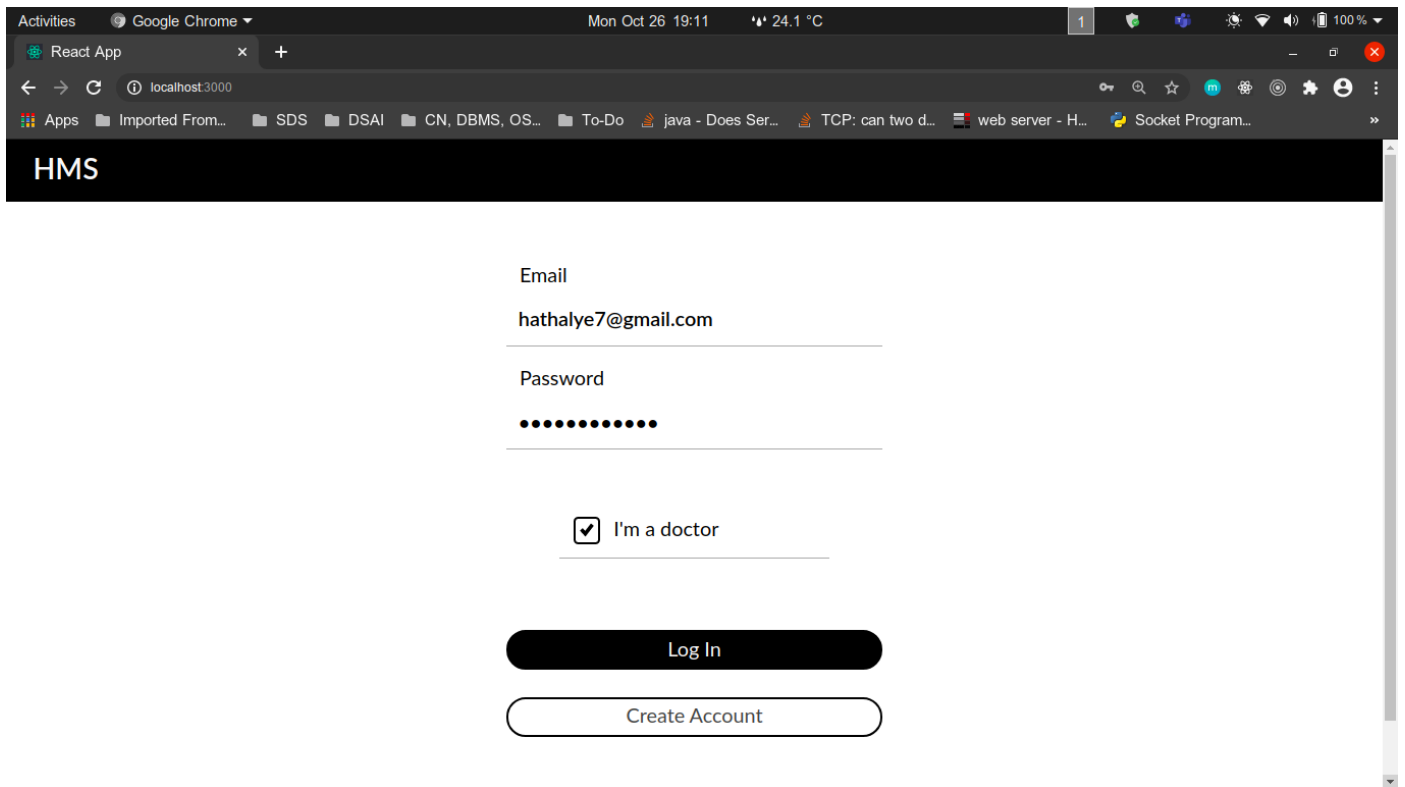 Activities Google Chrome Mon Oct 26 19:11 24.1 °C 1 100 %
React App
localhost:3000
Apps Imported From... SDS DSAI CN, DBMS, OS... To-Do java - Does Ser... TCP: can two d... web server - H... Socket Program... »
HMS
Email
hathalye7@gmail.com
Password
••••••••••••
I'm a doctor
Log In
Create Account